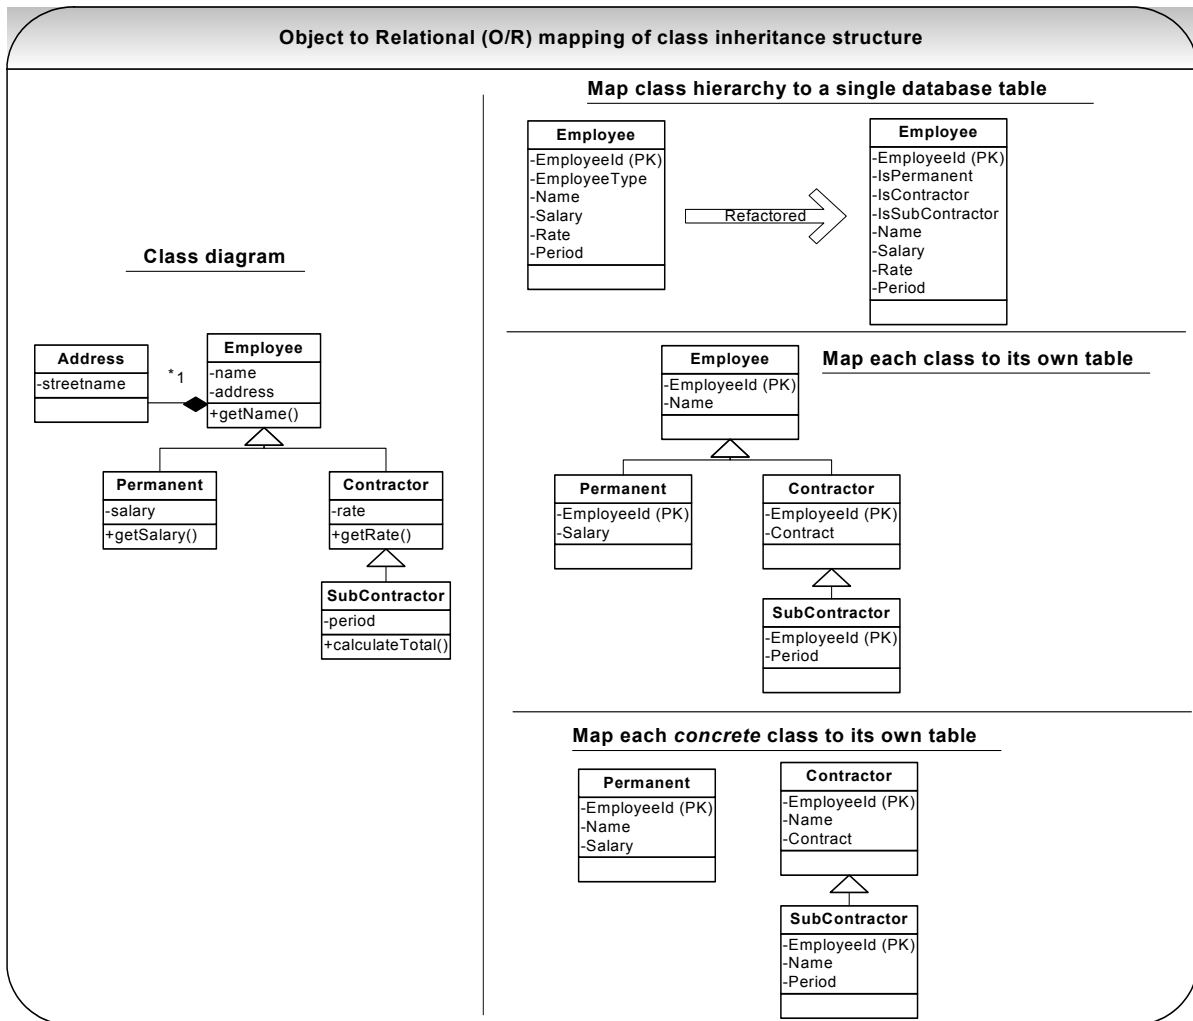 Object to Relational (O/R) mapping of class inheritance structure
Class diagram
Address
-streetname
* 1
Employee
-name
-address
+getName()
Permanent
-salary
+getSalary()
Contractor
-rate
+getRate()
SubContractor
-period
+calculateTotal()
Map class hierarchy to a single database table
Employee
-EmployeeId (PK)
-EmployeeType
-Name
-Salary
-Rate
-Period
Refactored
Employee
-EmployeeId (PK)
-IsPermanent
-IsContractor
-IsSubContractor
-Name
-Salary
-Rate
-Period
Map each class to its own table
Employee
-EmployeeId (PK)
-Name
Permanent
-EmployeeId (PK)
-Salary
Contractor
-EmployeeId (PK)
-Contract
SubContractor
-EmployeeId (PK)
-Period
Map each concrete class to its own table
Permanent
-EmployeeId (PK)
-Name
-Salary
Contractor
-EmployeeId (PK)
-Name
-Contract
SubContractor
-EmployeeId (PK)
-Name
-Period